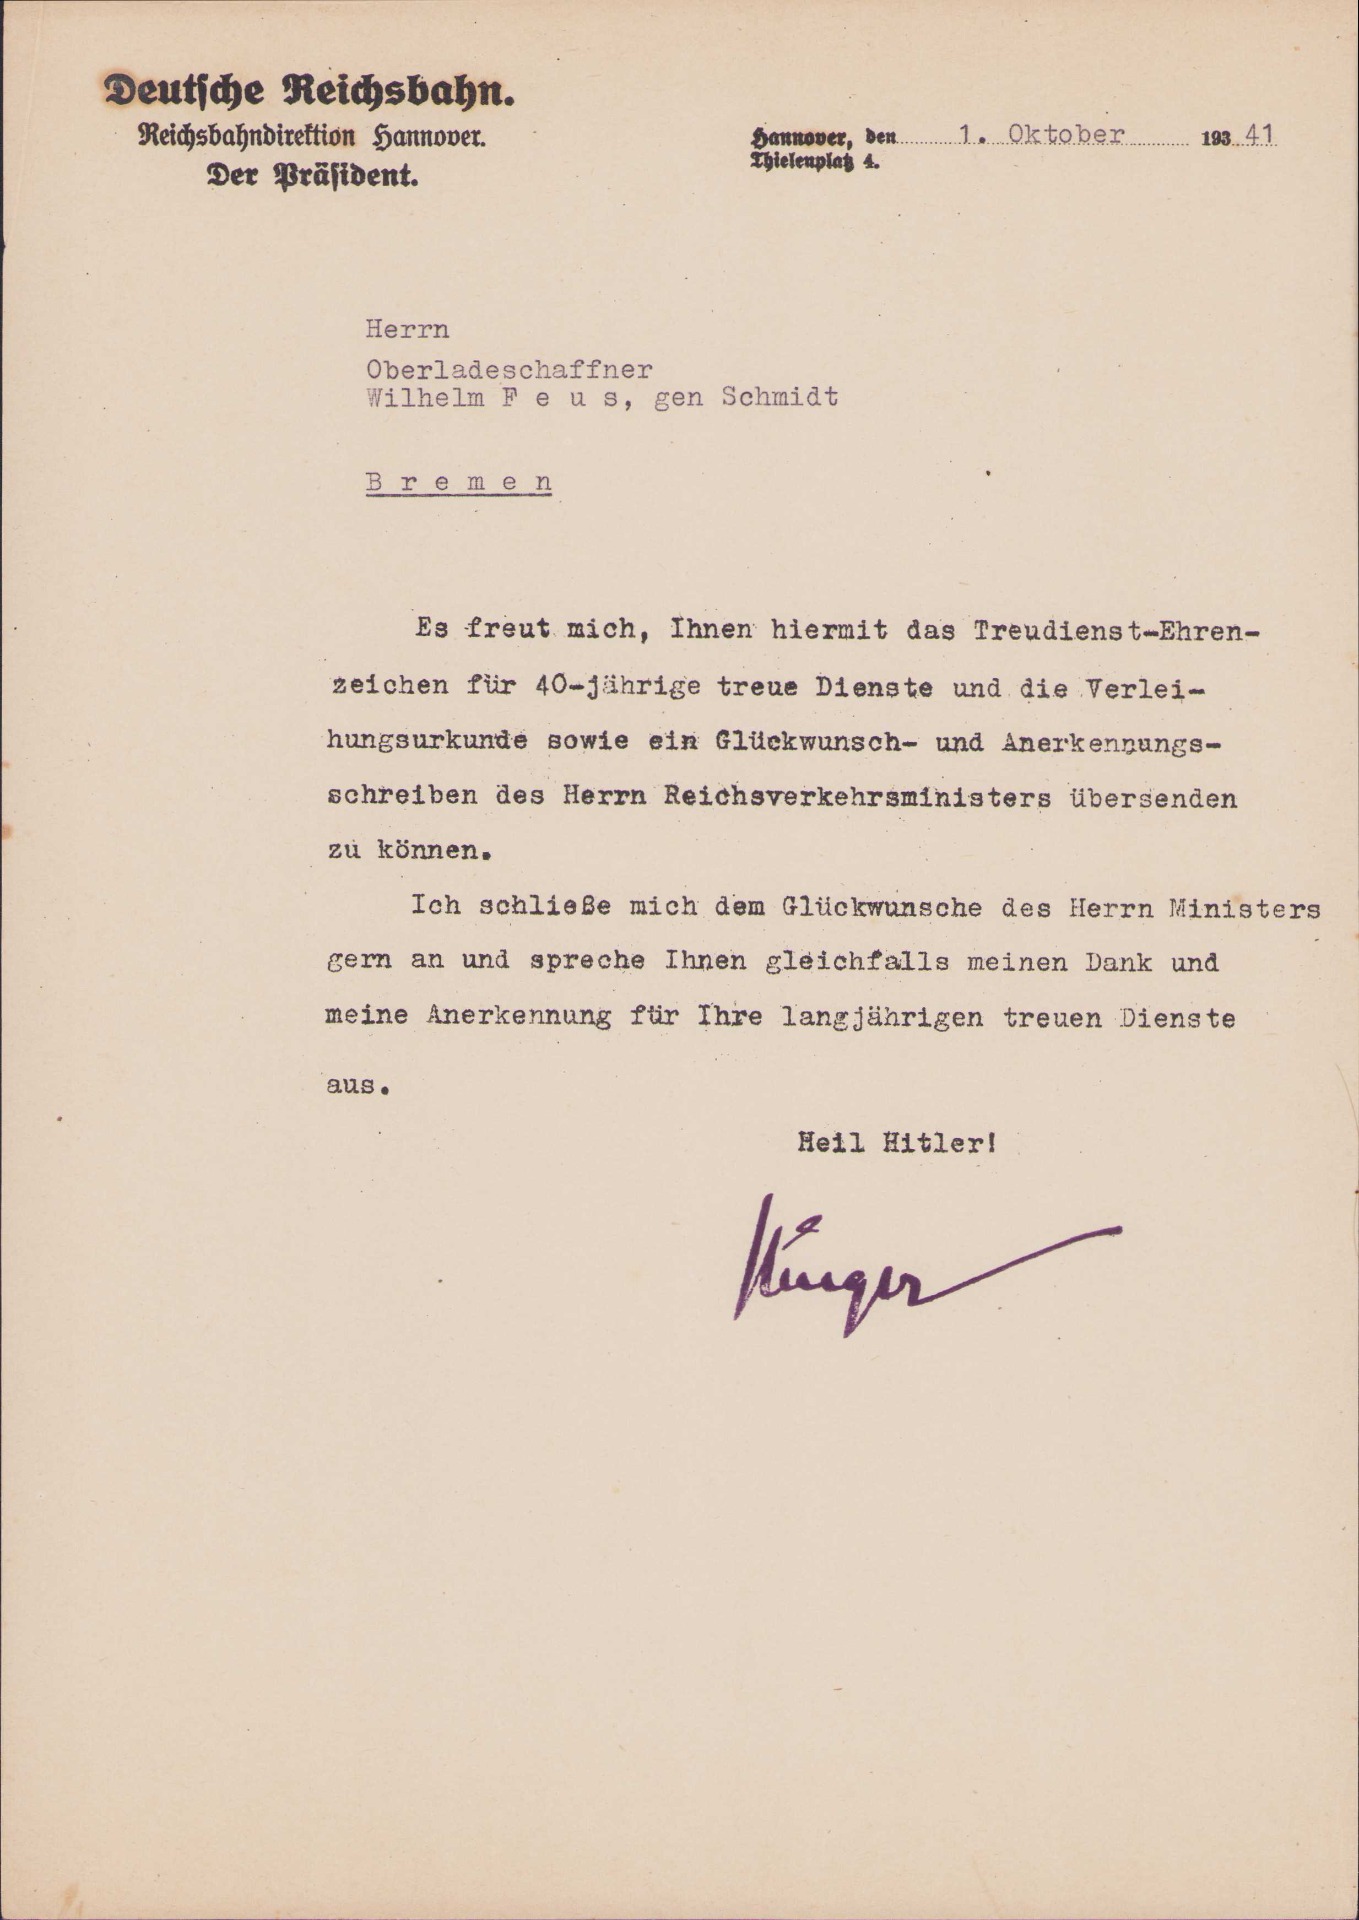 Deutsche Reichsbahn.
Reichsbahndirektion Hannover.
Der Präsident.
Hannover, den 1. Oktober 193 41
Thielenplatz 4.
Herrn
Oberladeschaffner
Wilhelm F e u s, gen Schmidt
B r e m e n
Es freut mich, Ihnen hiermit das Treudienst-Ehren-
zeichen für 40-jährige treue Dienste und die Verlei-
hungsurkunde sowie ein Glückwunsch- und Anerkennungs-
schreiben des Herrn Reichsverkehrsministers übersenden
zu können.
Ich schließe mich dem Glückwunsche des Herrn Ministers
gern an und spreche Ihnen gleichfalls meinen Dank und
meine Anerkennung für Ihre langjährigen treuen Dienste
aus.
Heil Hitler!